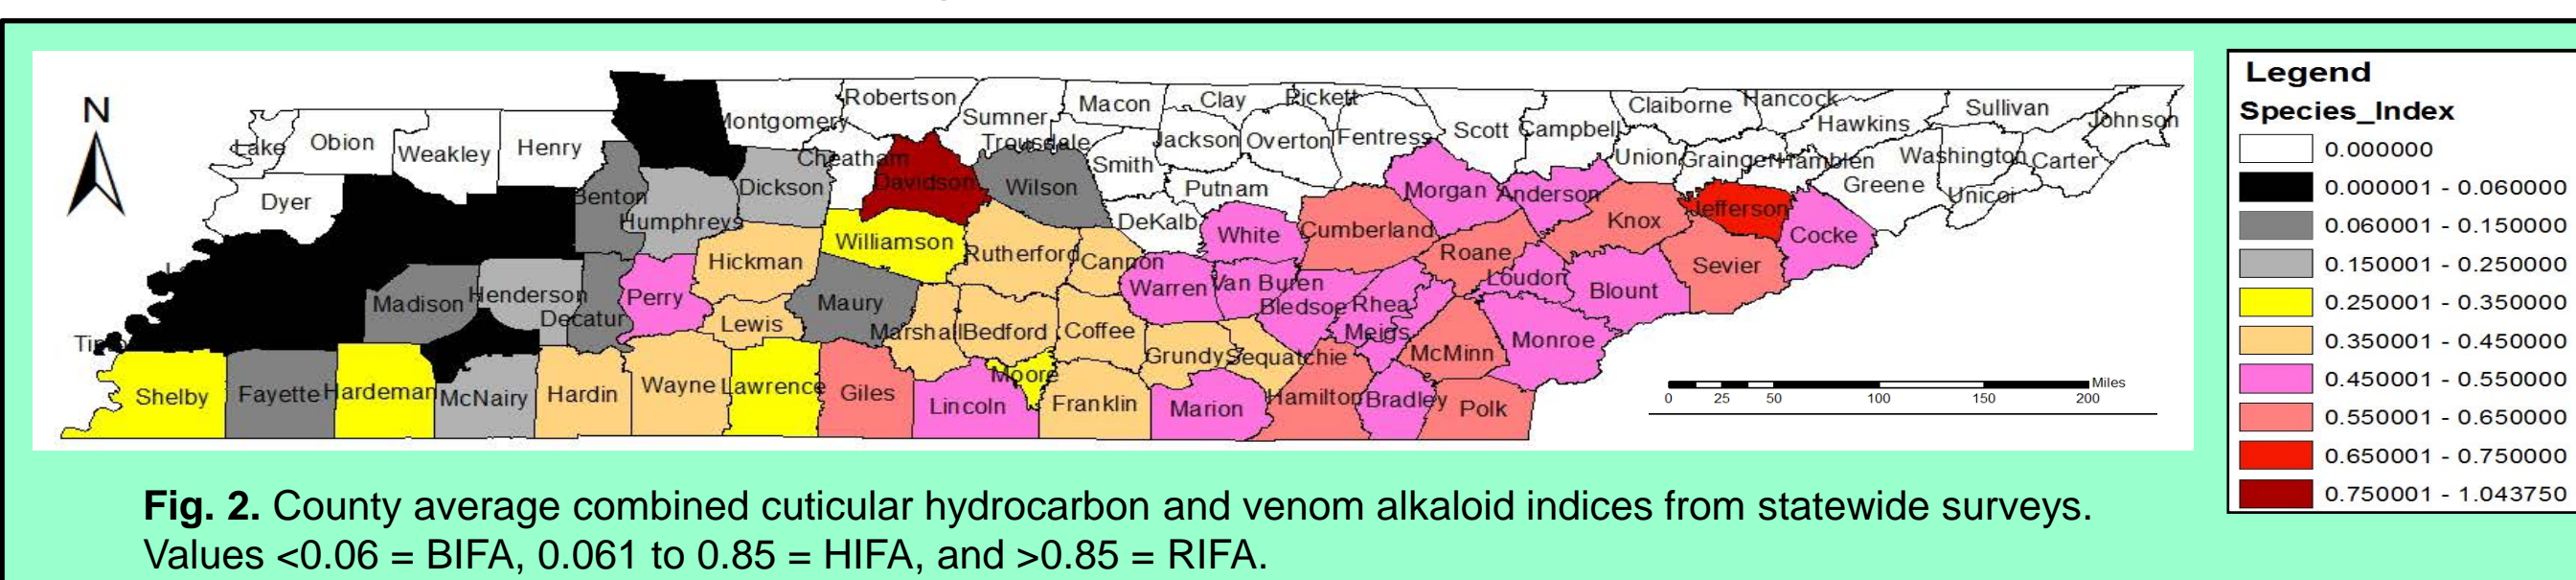 N
Lake
Obion
Weakley
Henry
Dyer
Montgomery
Robertson
Sumner
Trousdale
Macon
Clay
Pickett
Jackson
Overton
Fentress
Scott
Campbell
Claiborne
Hancock
Hawkins
Sullivan
Johnson
Cheatham
Smith
Putnam
DeKalb
Union
Grainger
Hamblen
Washington
Carter
Greene
Unicoi
Benton
Humphreys
Dickson
Davidson
Wilson
Morgan
Anderson
Knox
Jefferson
Cocke
Williamson
Rutherford
Cannon
White
Cumberland
Roane
Loudon
Sevier
Blount
Hickman
Perry
Madison
Henderson
Decatur
Lewis
Maury
Marshall
Bedford
Coffee
Warren
Van Buren
Bledsoe
Rhea
Meigs
McMinn
Monroe
Grundy
Sequatchie
Shelby
Fayette
Hardeman
McNairy
Hardin
Wayne
Lawrence
Giles
Lincoln
Moore
Franklin
Marion
Hamilton
Bradley
Polk
Miles
0 25 50 100 150 200
Legend
Species_Index
0.000000
0.000001 - 0.060000
0.060001 - 0.150000
0.150001 - 0.250000
0.250001 - 0.350000
0.350001 - 0.450000
0.450001 - 0.550000
0.550001 - 0.650000
0.650001 - 0.750000
0.750001 - 1.043750
Fig. 2. County average combined cuticular hydrocarbon and venom alkaloid indices from statewide surveys.
Values <0.06 = BIFA, 0.061 to 0.85 = HIFA, and >0.85 = RIFA.